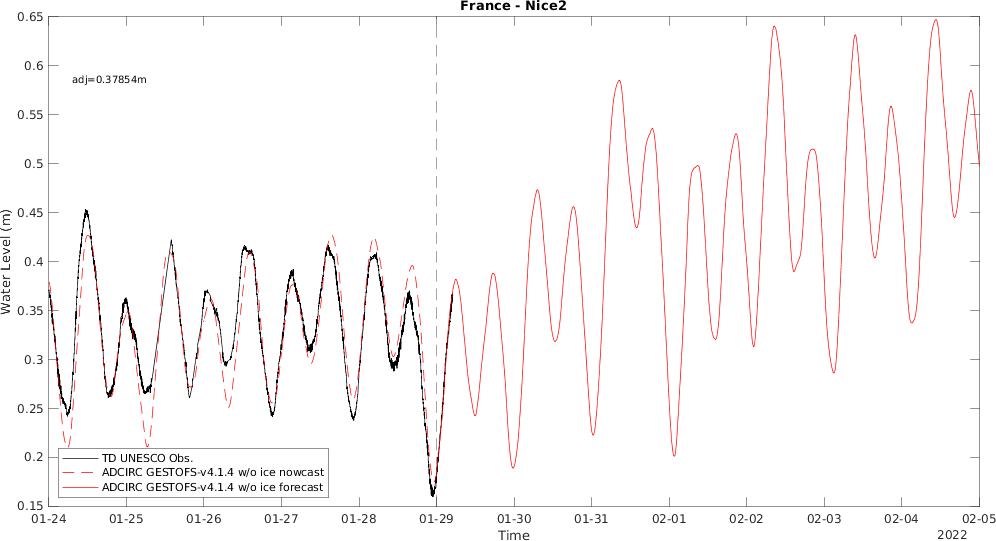 France - Nice2
0.65
0.6
0.55
0.5
0.45
0.4
0.35
0.3
0.25
0.2
0.15
Water Level (m)
adj=0.37854m
TD UNESCO Obs.
ADCIRC GESTOFS-v4.1.4 w/o ice nowcast
ADCIRC GESTOFS-v4.1.4 w/o ice forecast
01-24 01-25 01-26 01-27 01-28 01-29 01-30 01-31 02-01 02-02 02-03 02-04 02-05
Time
2022